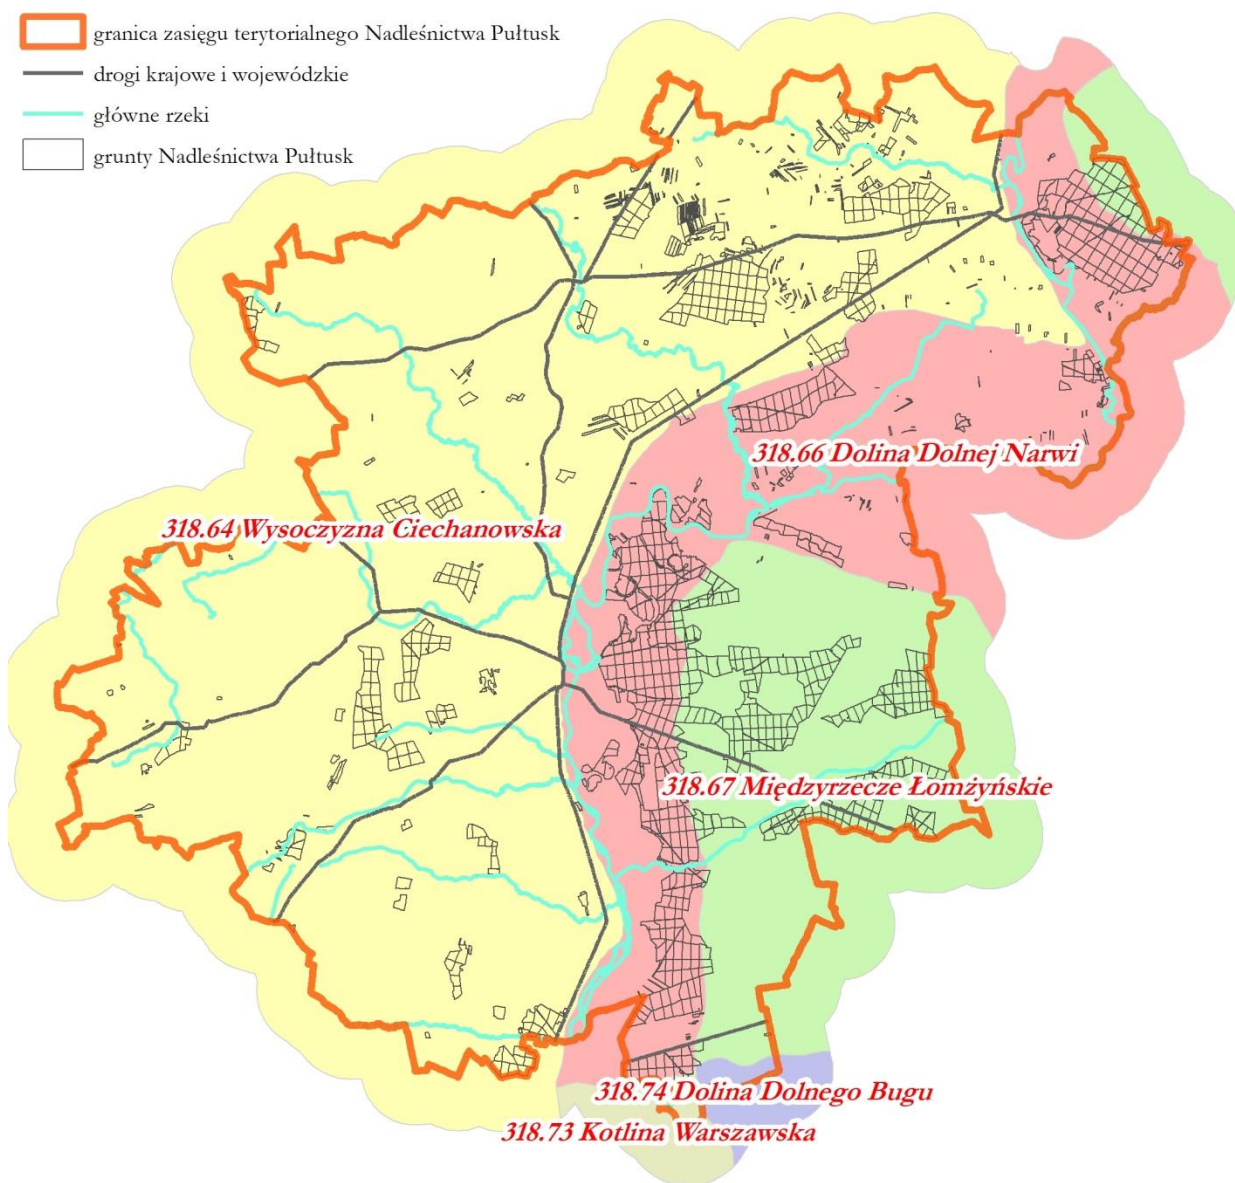 granica zasięgu terytorialnego Nadleśnictwa Pułtusk
drogi krajowe i wojewódzkie
główne rzeki
grunty Nadleśnictwa Pułtusk
318.66 Dolina Dolnej Narwi
318.64 Wysoczyzna Ciechanowska
318.67 Międzyrzecze Łomżyńskie
318.74 Dolina Dolnego Bugu
318.73 Kotlina Warszawska